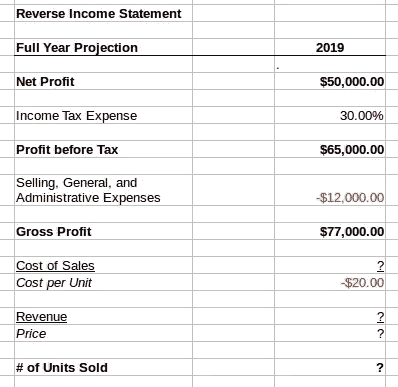 Reverse Income Statement
Full Year Projection 2019
.
Net Profit $50,000.00
Income Tax Expense 30.00%
Profit before Tax $65,000.00
Selling, General, and
Administrative Expenses -$12,000.00
Gross Profit $77,000.00
Cost of Sales ?
Cost per Unit -$20.00
Revenue ?
Price ?
# of Units Sold ?